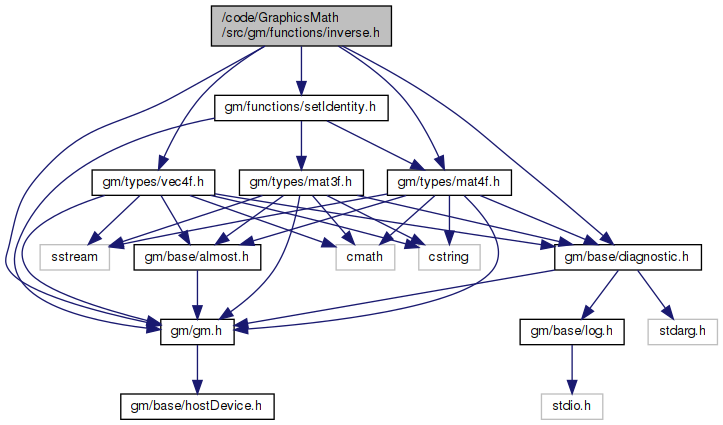 /code/GraphicsMath
/src/gm/functions/inverse.h
gm/functions/setIdentity.h
gm/types/vec4f.h
gm/types/mat3f.h
gm/types/mat4f.h
sstream
gm/base/almost.h
cmath
cstring
gm/base/diagnostic.h
gm/gm.h
gm/base/log.h
stdarg.h
gm/base/hostDevice.h
stdio.h